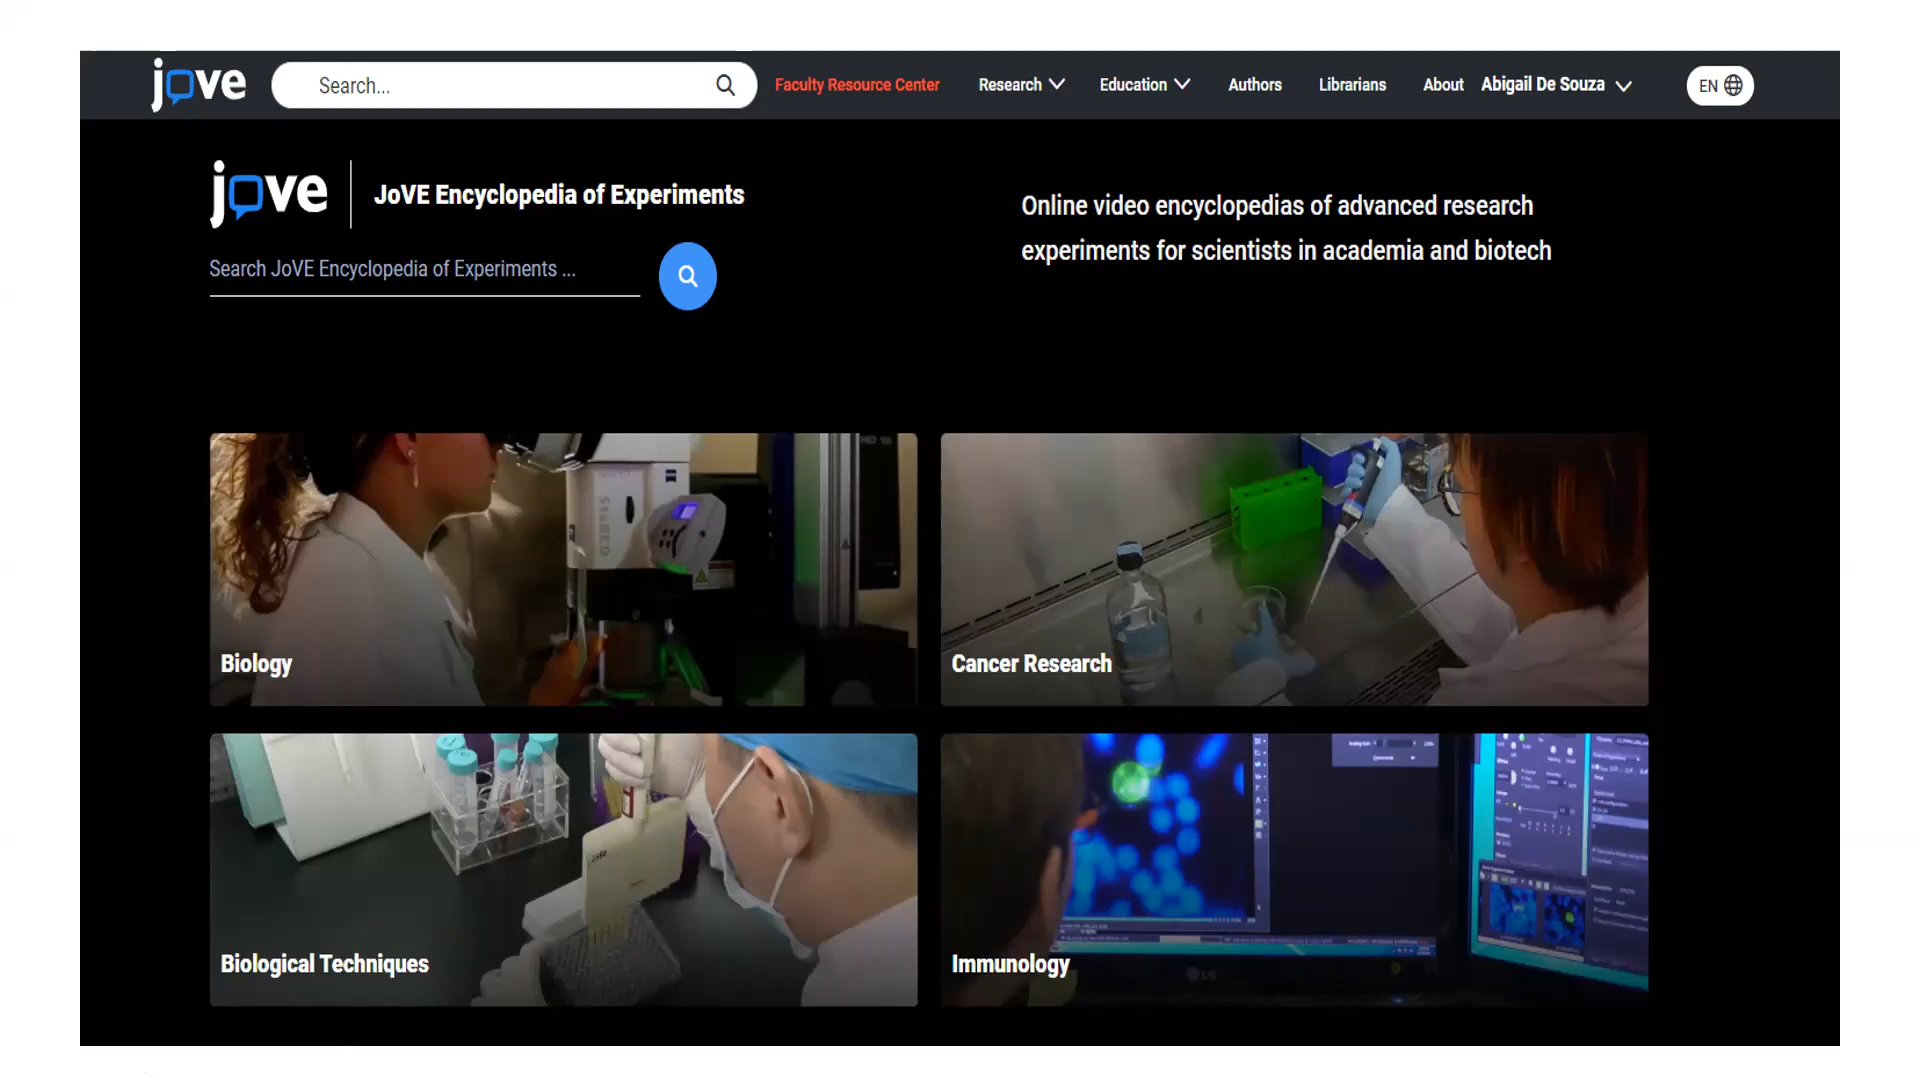 jove
Search...
Faculty Resource Center
Research
Education
Authors
Librarians
About
Abigail De Souza
EN
jove
JoVE Encyclopedia of Experiments
Search JoVE Encyclopedia of Experiments ...
Online video encyclopedias of advanced research
experiments for scientists in academia and biotech
Biology
Cancer Research
Biological Techniques
Immunology